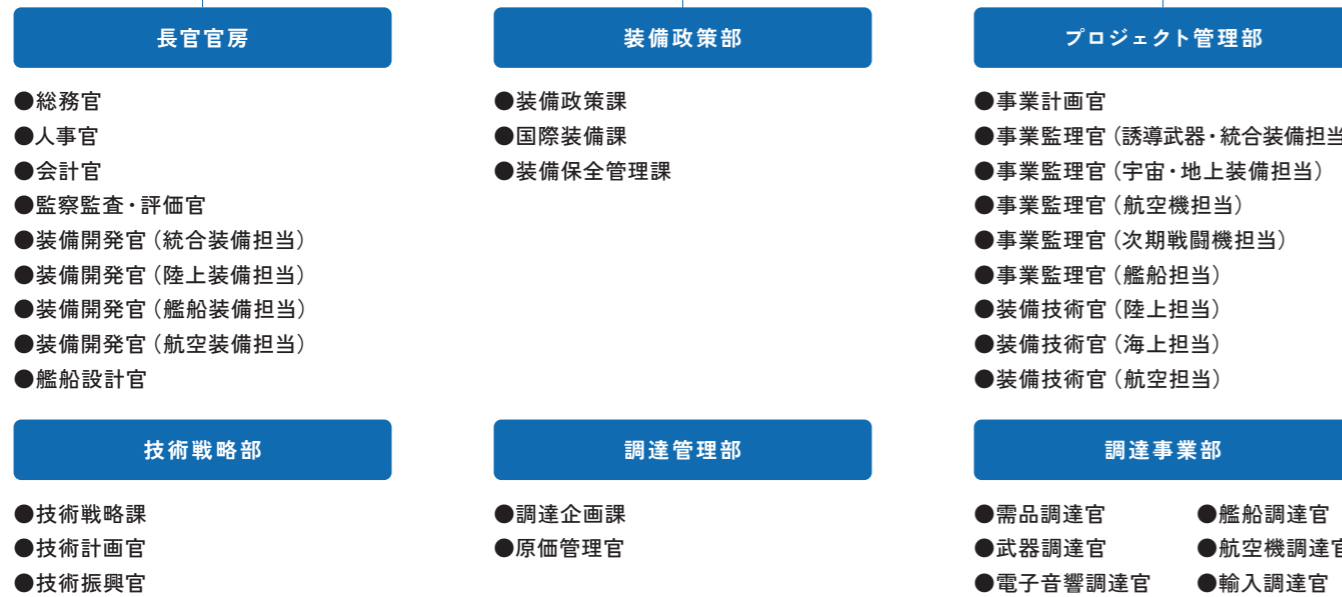 長官官房
●総務官
●人事官
●会計官
●監察監査・評価官
●装備開発官（統合装備担当）
●装備開発官（陸上装備担当）
●装備開発官（艦船装備担当）
●装備開発官（航空装備担当）
●艦船設計官
装備政策部
●装備政策課
●国際装備課
●装備保全管理課
プロジェクト管理部
●事業計画官
●事業監理官（誘導武器・統合装備担当
●事業監理官（宇宙・地上装備担当）
●事業監理官（航空機担当）
●事業監理官（次期戦闘機担当）
●事業監理官（艦船担当）
●装備技術官（陸上担当）
●装備技術官（海上担当）
●装備技術官（航空担当）
技術戦略部
●技術戦略課
●技術計画官
●技術振興官
調達管理部
●調達企画課
●原価管理官
調達事業部
●需品調達官 ●艦船調達官
●武器調達官 ●航空機調達官
●電子音響調達官 ●輸入調達官